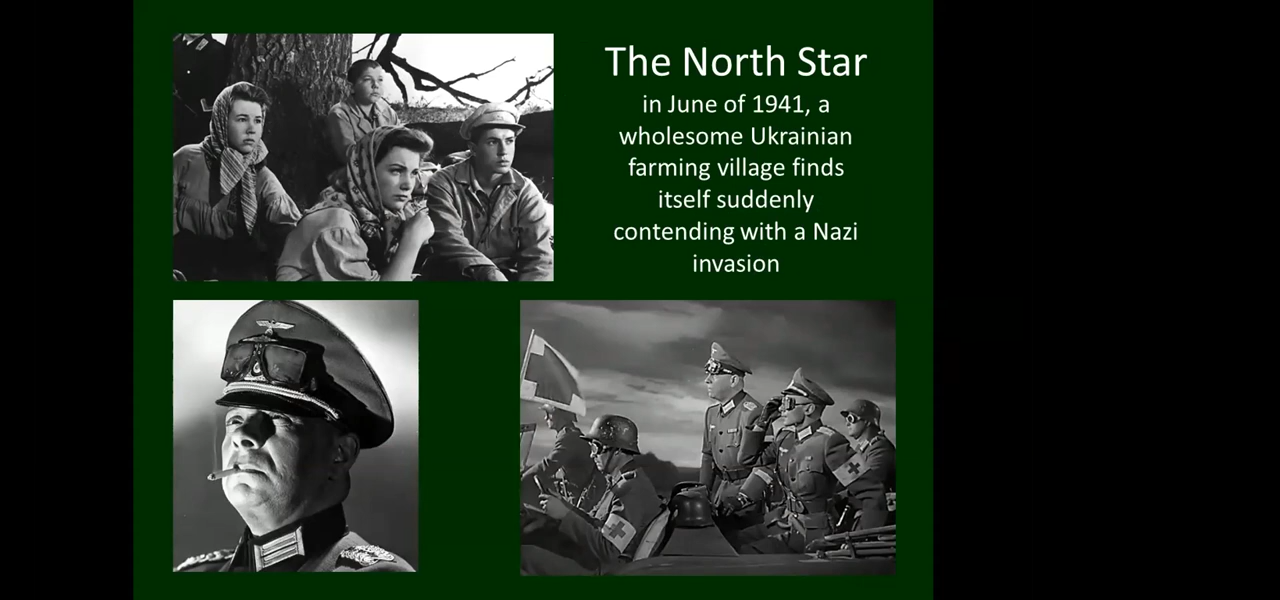 The North Star
in June of 1941, a
wholesome Ukrainian
farming village finds
itself suddenly
contending with a Nazi
invasion